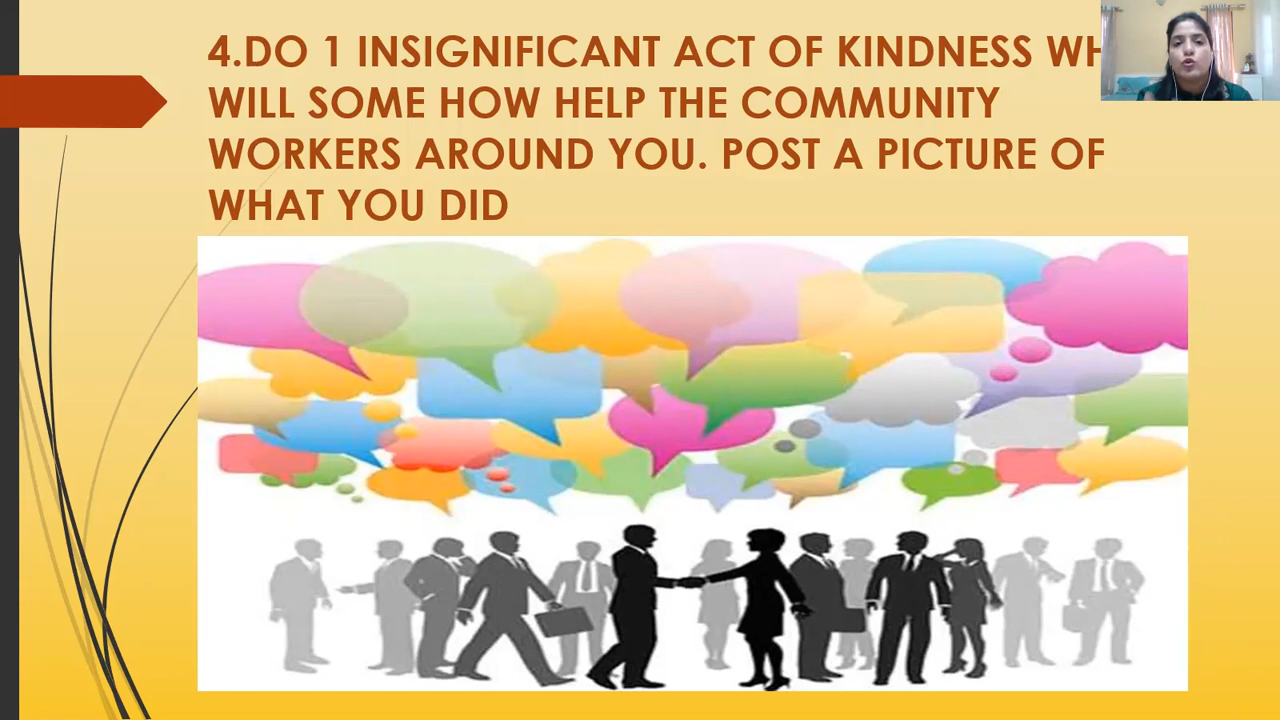 4.DO 1 INSIGNIFICANT ACT OF KINDNESS
WILL SOME HOW HELP THE COMMUNITY
WORKERS AROUND YOU. POST A PICTURE OF
WHAT YOU DID